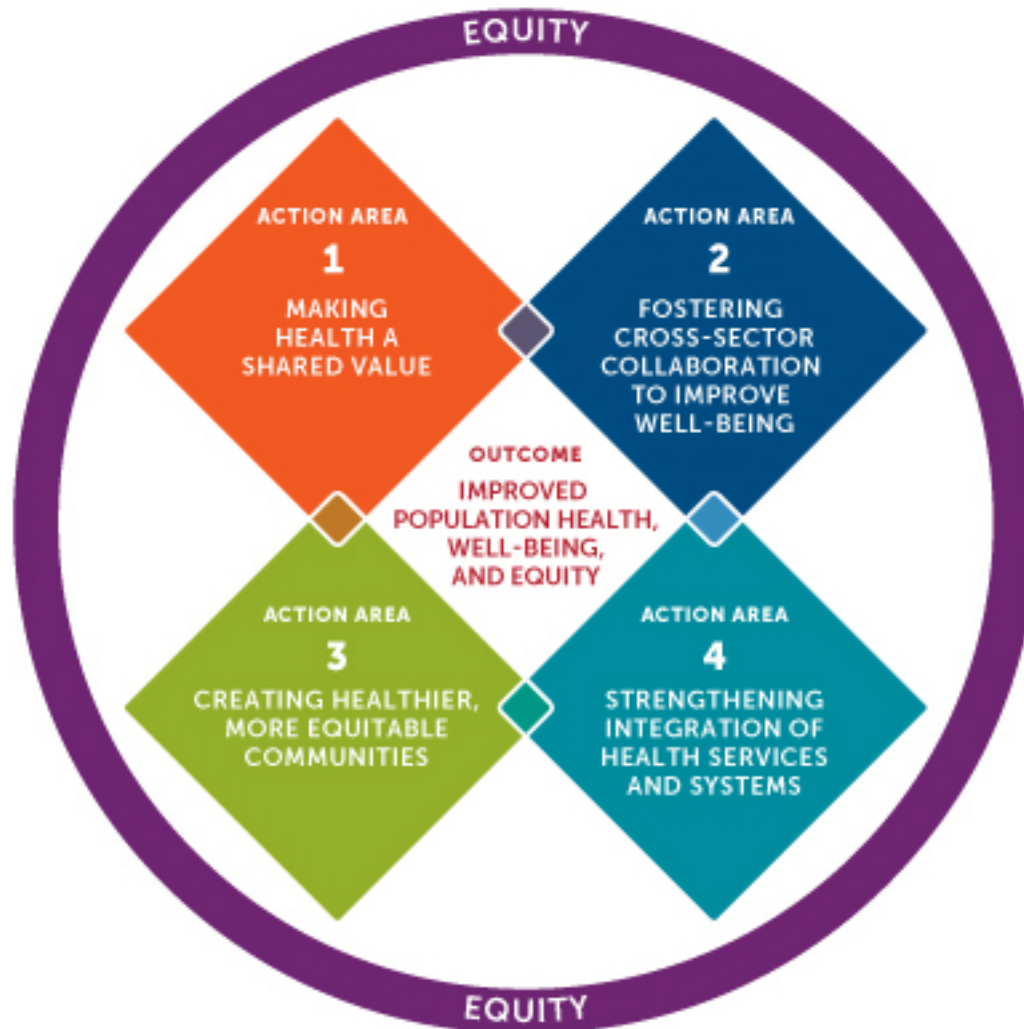 EQUITY
ACTION AREA
1
MAKING
HEALTH A
SHARED VALUE
ACTION AREA
2
FOSTERING
CROSS-SECTOR
COLLABORATION
TO IMPROVE
WELL-BEING
OUTCOME
IMPROVED
POPULATION HEALTH,
WELL-BEING,
AND EQUITY
ACTION AREA
3
CREATING HEALTHIER,
MORE EQUITABLE
COMMUNITIES
ACTION AREA
4
STRENGTHENING
INTEGRATION OF
HEALTH SERVICES
AND SYSTEMS
EQUITY